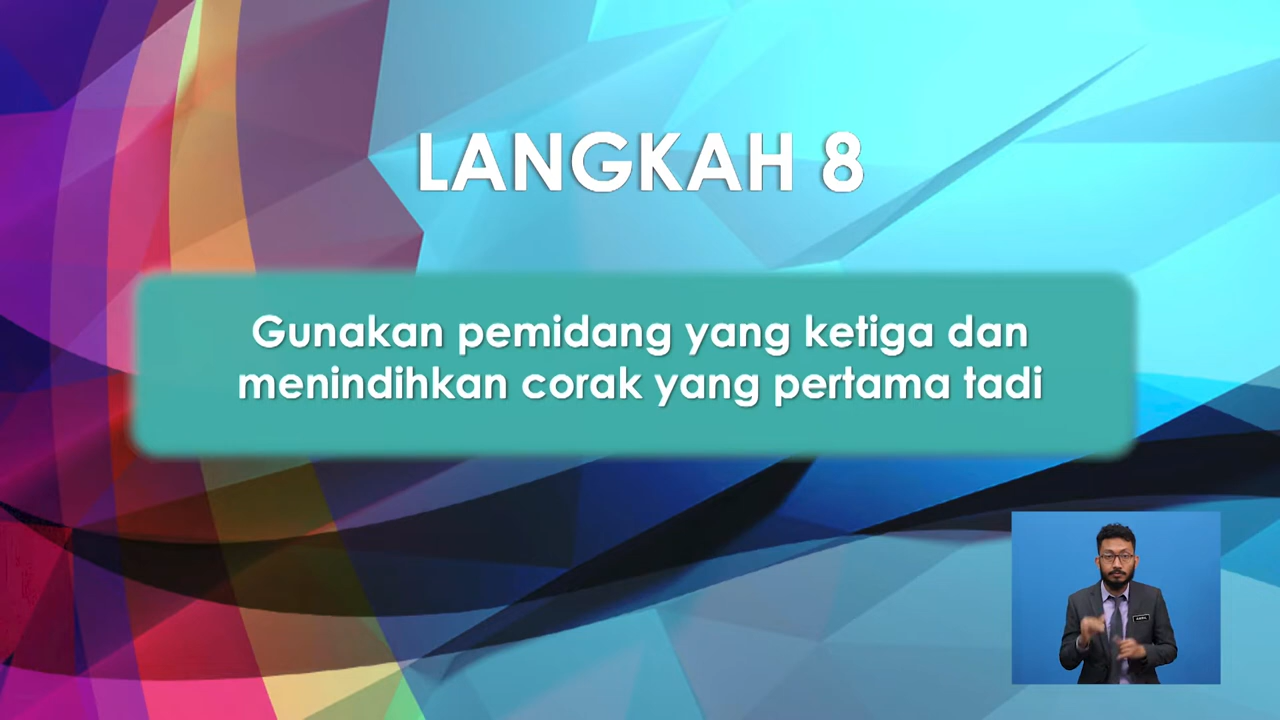 LANGKAH 8
Gunakan pemidang yang ketiga dan
menindihkan corak yang pertama tadi